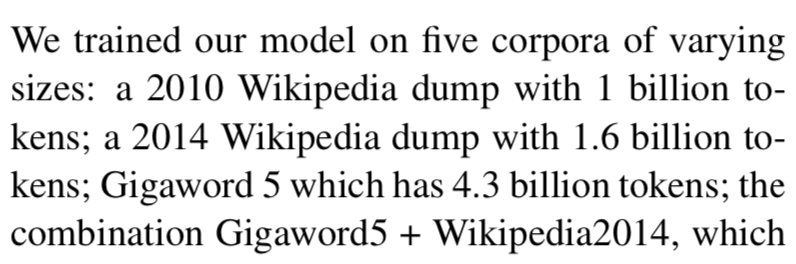 We trained our model on five corpora of varying
sizes: a 2010 Wikipedia dump with 1 billion to-
kens; a 2014 Wikipedia dump with 1.6 billion to-
kens; Gigaword 5 which has 4.3 billion tokens; the
combination Gigaword5 + Wikipedia2014, which